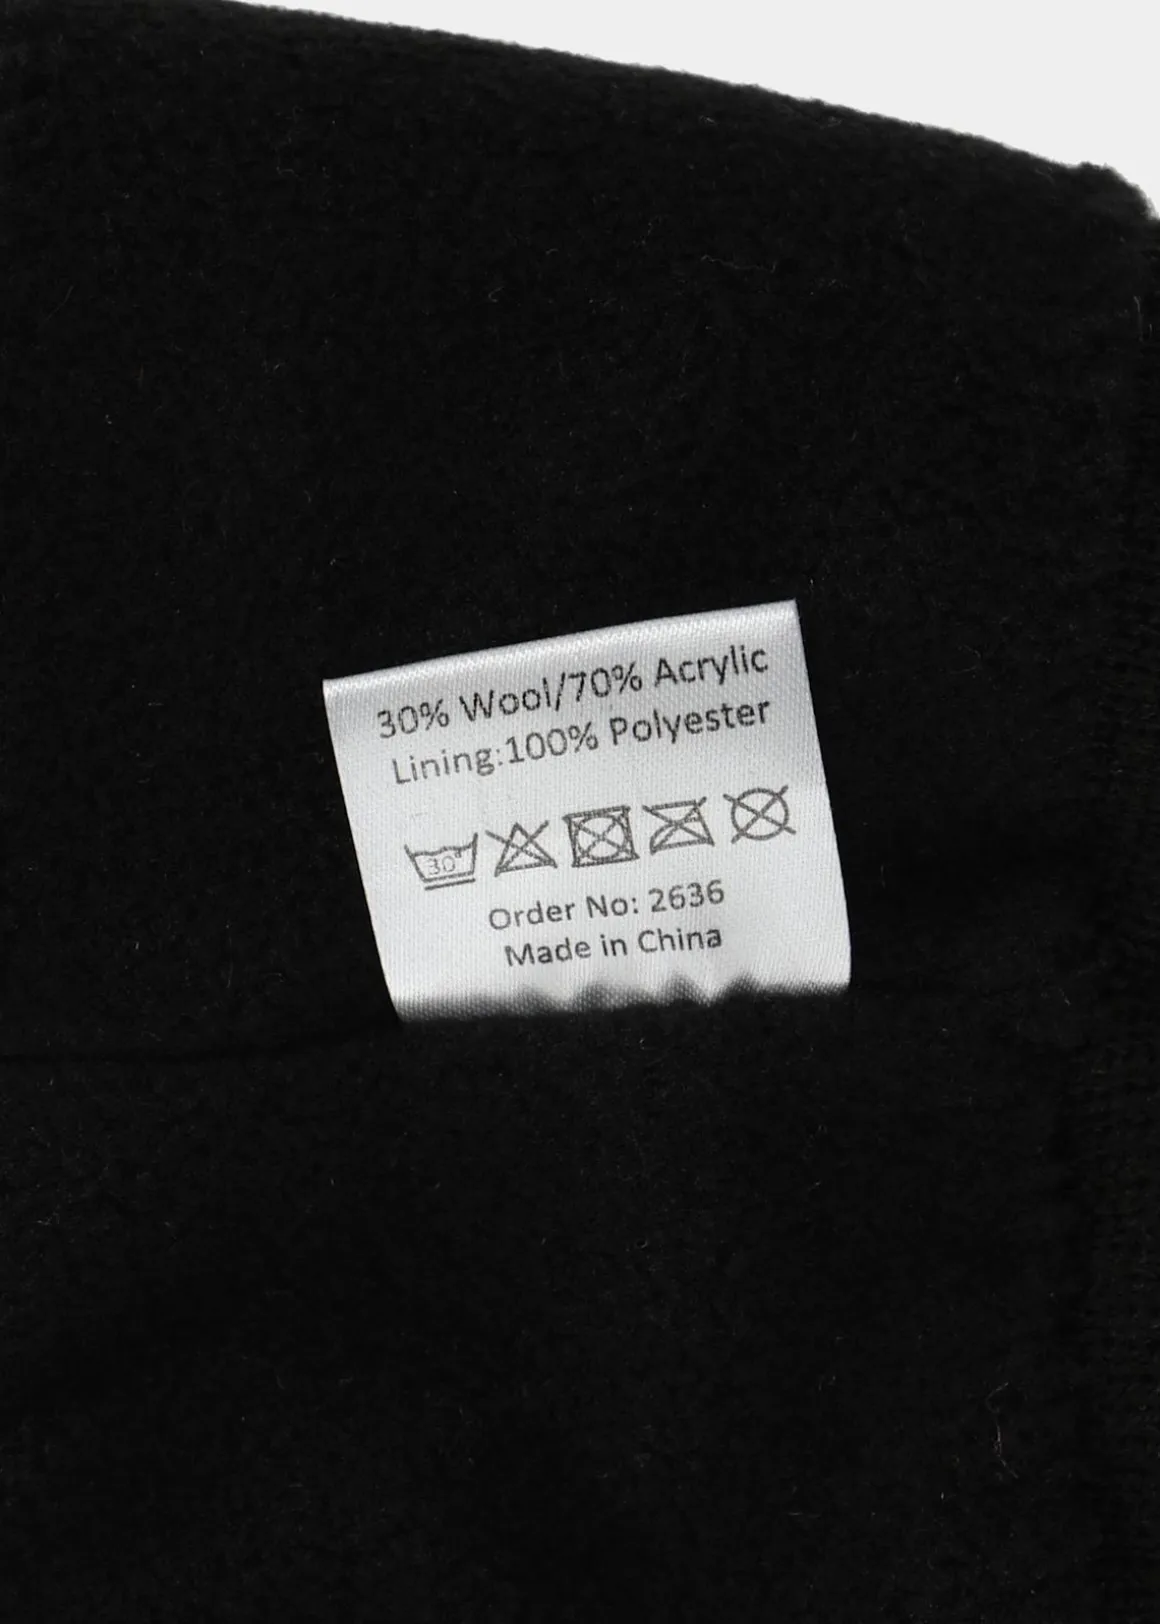 30% Wool/70% Acrylic
Lining:100% Polyester
30°
Order No: 2636
Made in China